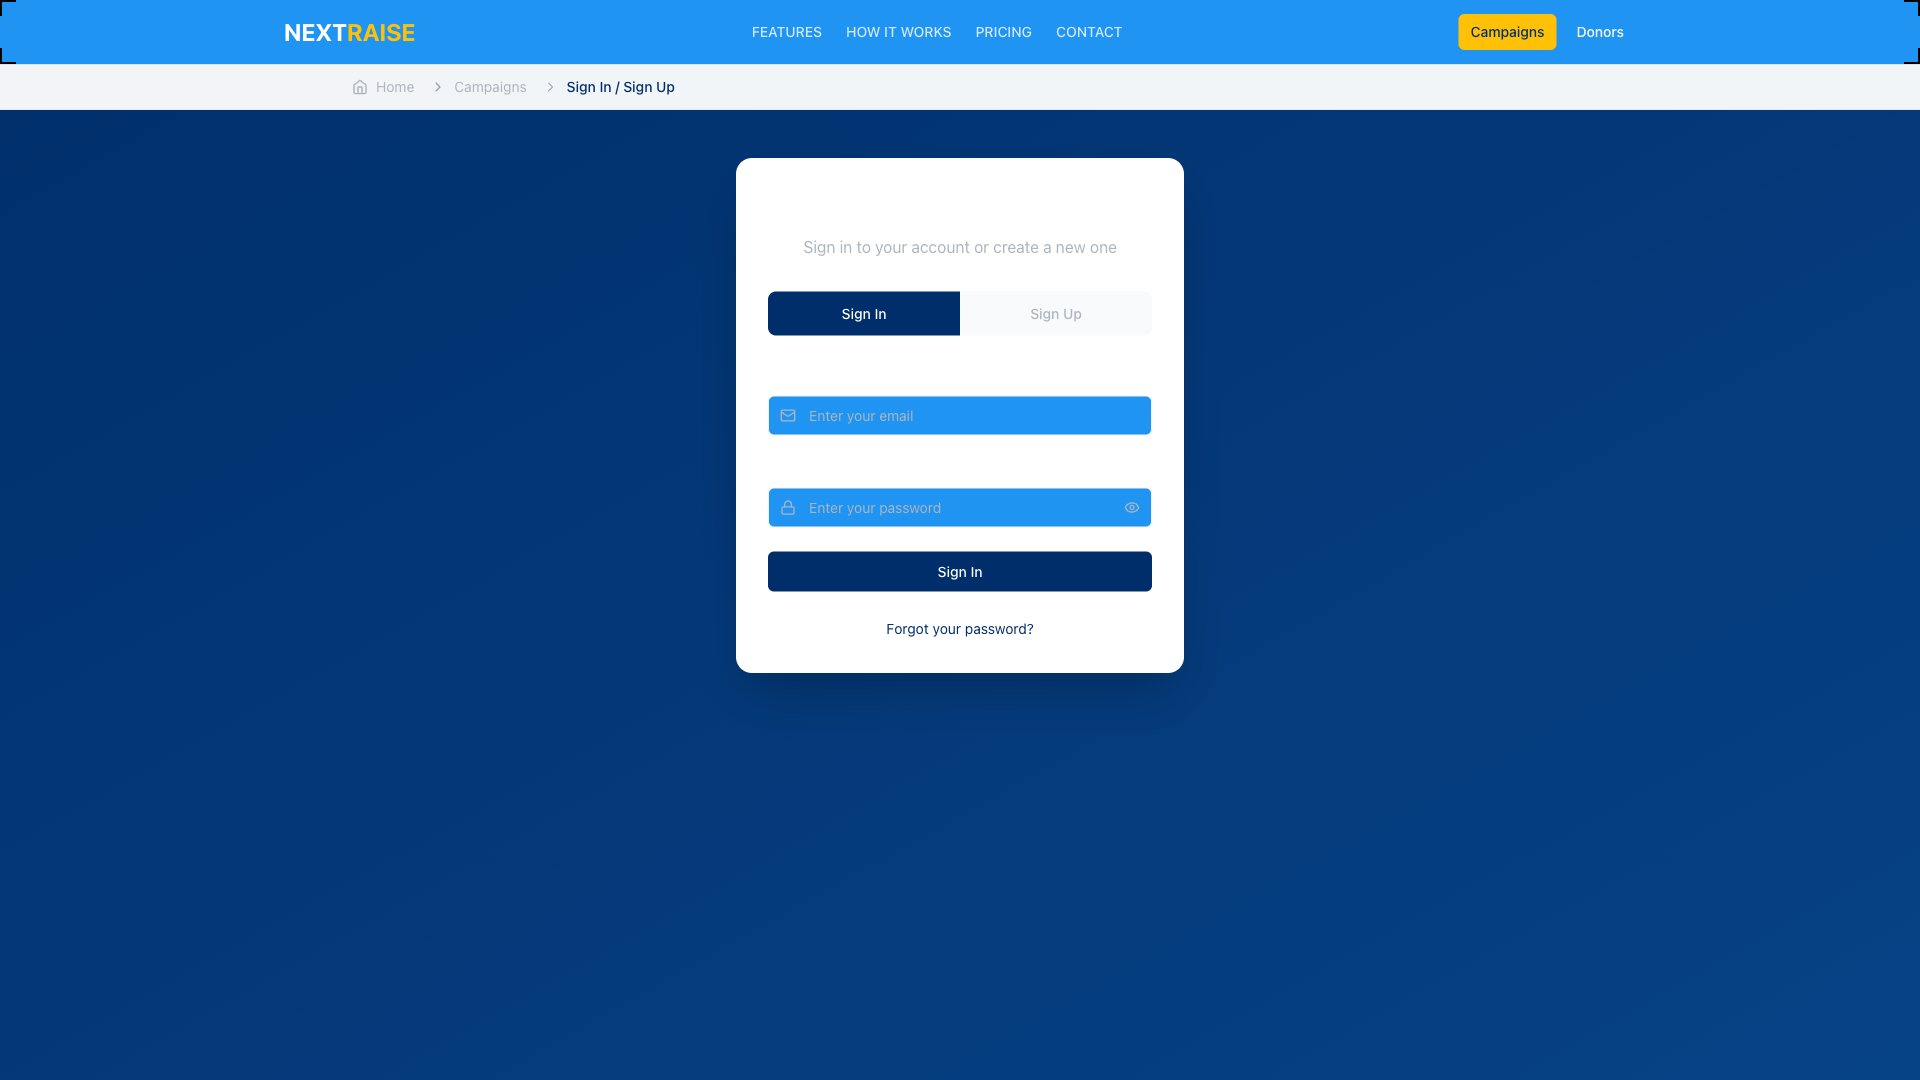 NEXTRAISE FEATURES HOW IT WORKS PRICING CONTACT Campaigns Donors
Home Campaigns Sign In / Sign Up
Sign in to your account or create a new one
Sign In Sign Up
Enter your email
Enter your password
Sign In
Forgot your password?